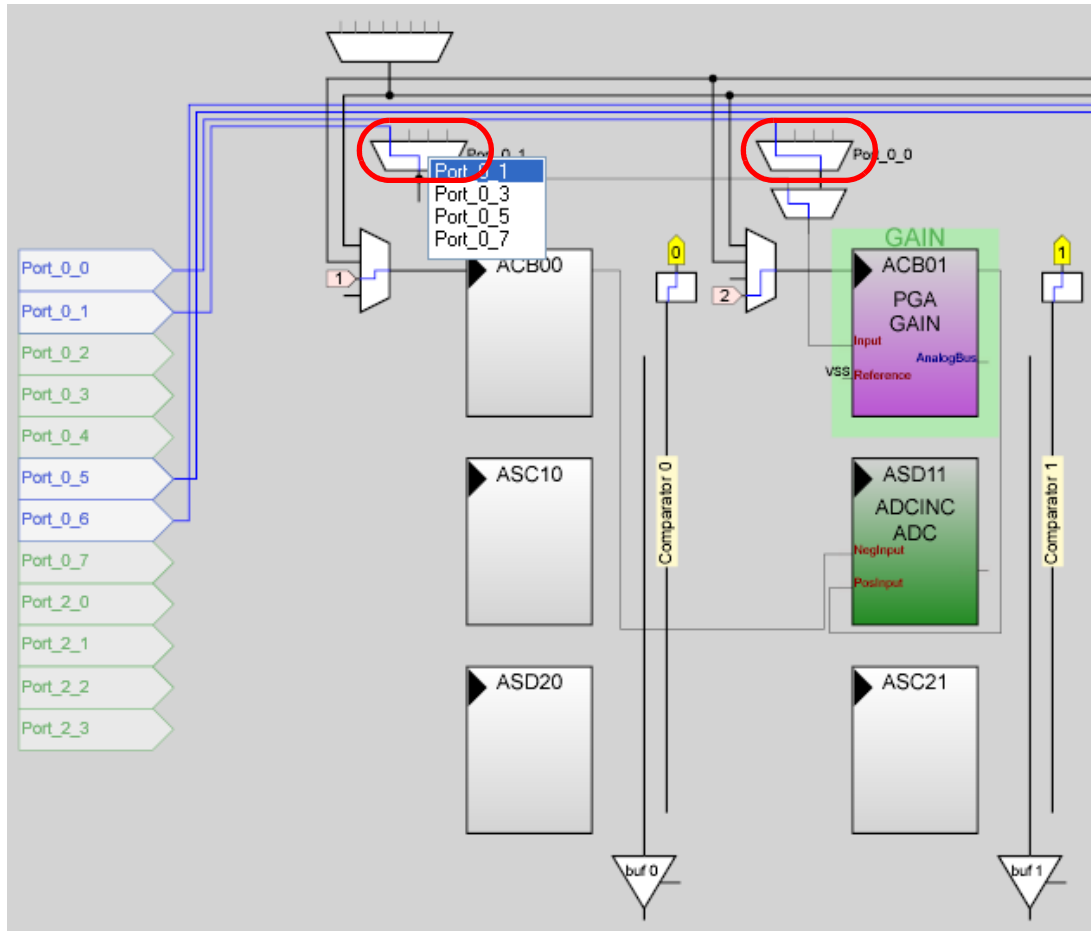 Port_0_1
Port_0_0
Port_0_1
Port_0_3
Port_0_5
Port_0_7
Port_0_0
Port_0_1
Port_0_2
Port_0_3
Port_0_4
Port_0_5
Port_0_6
Port_0_7
Port_2_0
Port_2_1
Port_2_2
Port_2_3
1
ACB00
0
2
GAIN
ACB01
PGA
GAIN
Input
AnalogBus
VSS
Reference
1
ASC10
Comparator 0
ASD11
ADCINC
ADC
NegInput
PosInput
Comparator 1
ASD20
ASC21
buf 0
buf 1